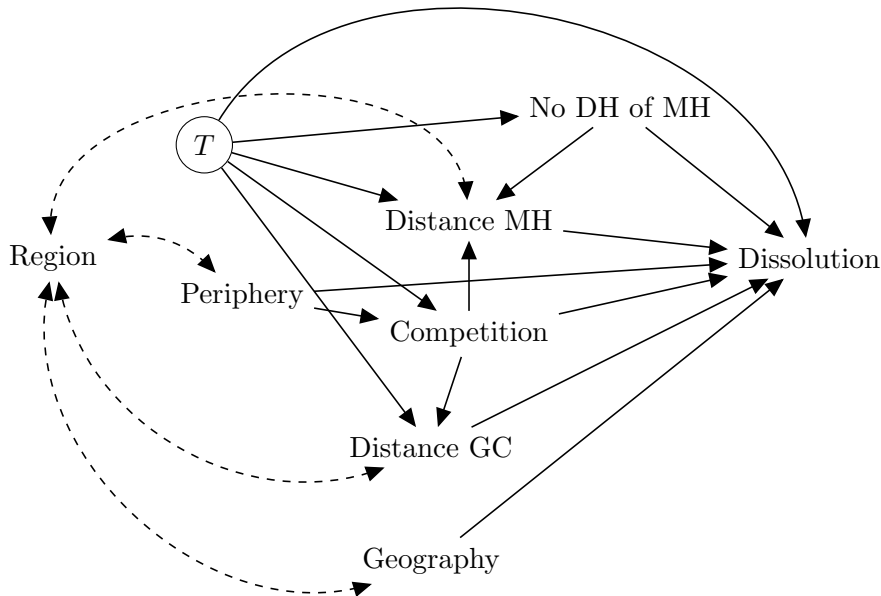 No DH of MH
T
Distance MH
Region
Dissolution
Periphery
Competition
Distance GC
Geography